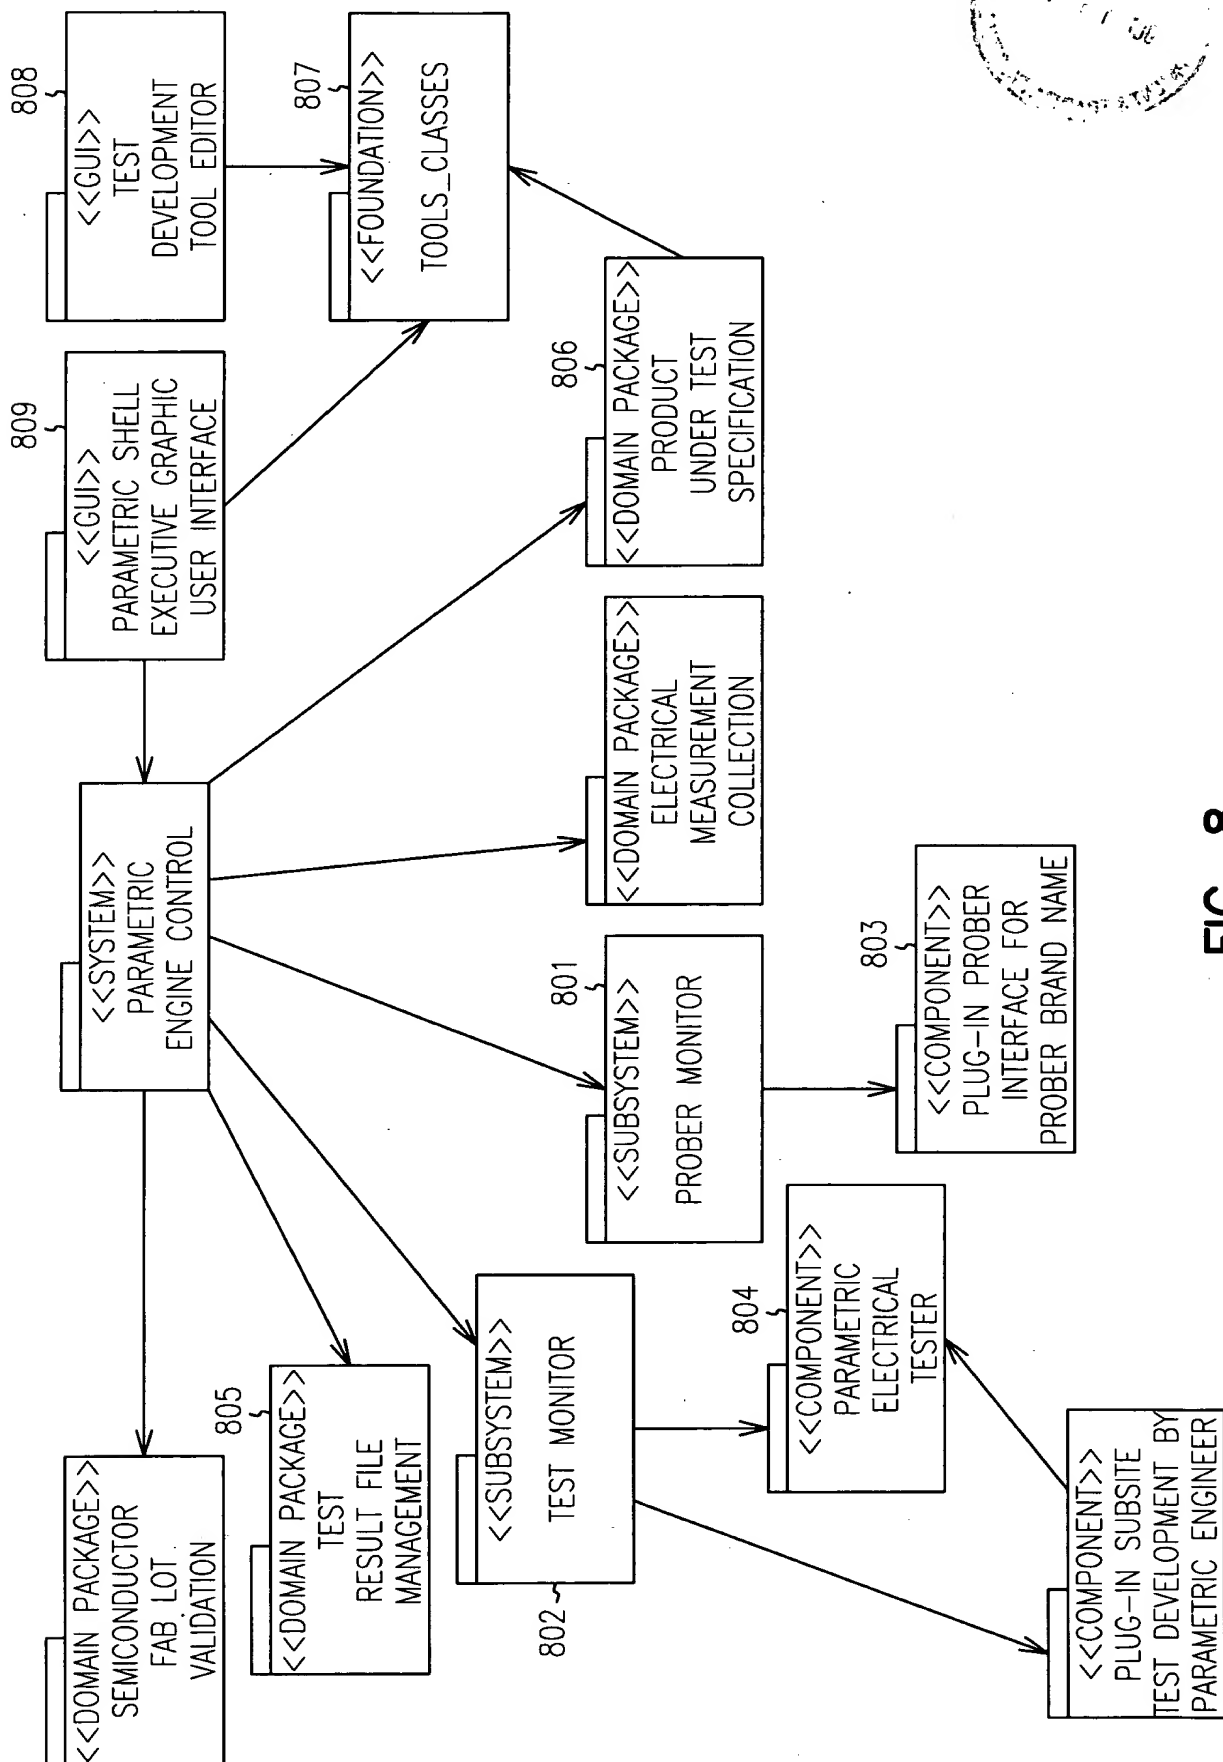 <<DOMAIN PACKAGE>>
SEMICONDUCTOR
FAB LOT
VALIDATION
<<SYSTEM>>
PARAMETRIC
ENGINE CONTROL
809
<<GUI>>
PARAMETRIC SHELL
EXECUTIVE GRAPHIC
USER INTERFACE
808
<<GUI>>
TEST
DEVELOPMENT
TOOL EDITOR
805
<<DOMAIN PACKAGE>>
TEST
RESULT FILE
MANAGEMENT
807
<<FOUNDATION>>
TOOLS_CLASSES
802
<<SUBSYSTEM>>
TEST MONITOR
801
<<SUBSYSTEM>>
PROBER MONITOR
<<DOMAIN PACKAGE>>
ELECTRICAL
MEASUREMENT
COLLECTION
806
<<DOMAIN PACKAGE>>
PRODUCT
UNDER TEST
SPECIFICATION
804
<<COMPONENT>>
PARAMETRIC
ELECTRICAL
TESTER
803
<<COMPONENT>>
PLUG-IN PROBER
INTERFACE FOR
PROBER BRAND NAME
<<COMPONENT>>
PLUG-IN SUBSITE
TEST DEVELOPMENT BY
PARAMETRIC ENGINEER
FIG. 8